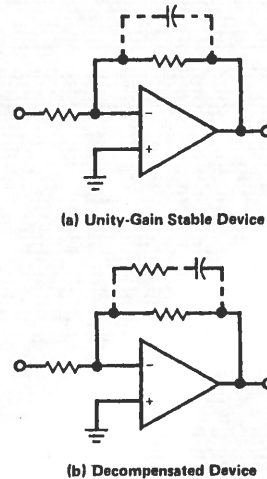 −
+
(a) Unity-Gain Stable Device
−
+
(b) Decompensated Device